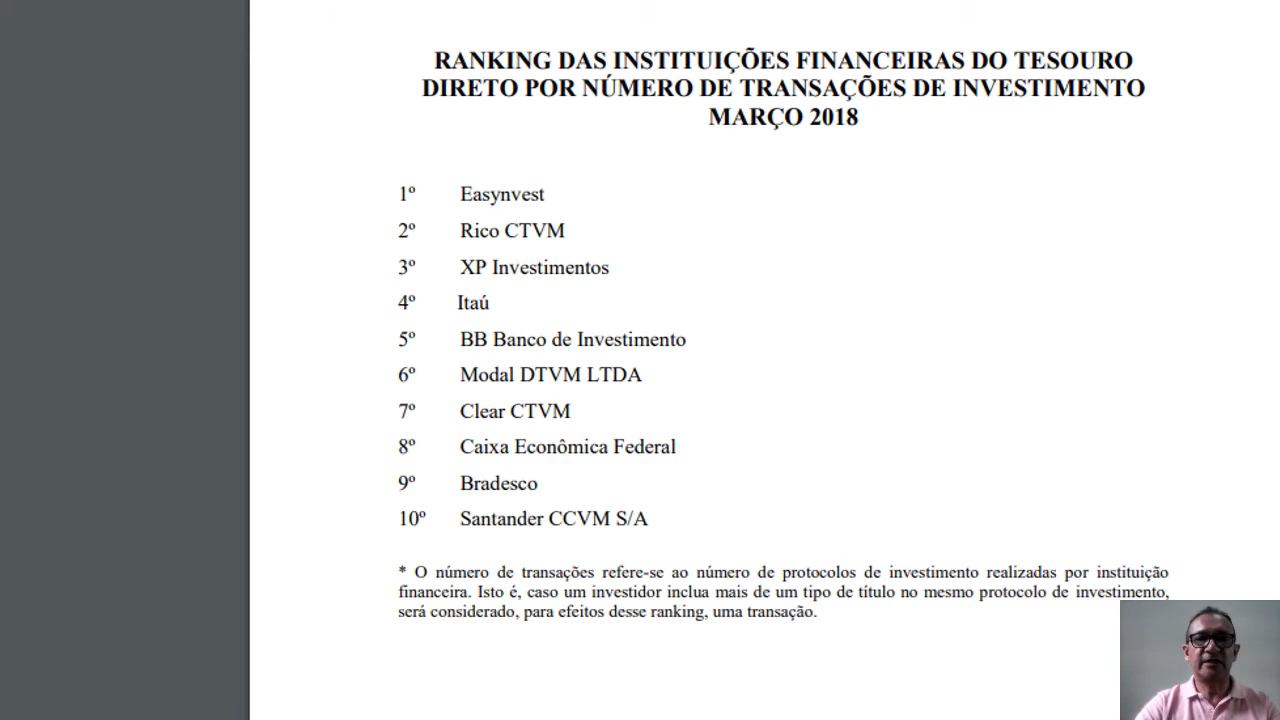 RANKING DAS INSTITUIÇÕES FINANCEIRAS DO TESOURO
DIRETO POR NÚMERO DE TRANSAÇÕES DE INVESTIMENTO
MARÇO 2018
1º Easynvest
2º Rico CTVM
3º XP Investimentos
4º Itaú
5º BB Banco de Investimento
6º Modal DTVM LTDA
7º Clear CTVM
8º Caixa Econômica Federal
9º Bradesco
10º Santander CCVM S/A
* O número de transações refere-se ao número de protocolos de investimento realizadas por instituição
financeira. Isto é, caso um investidor inclua mais de um tipo de título no mesmo protocolo de investimento,
será considerado, para efeitos desse ranking, uma transação.